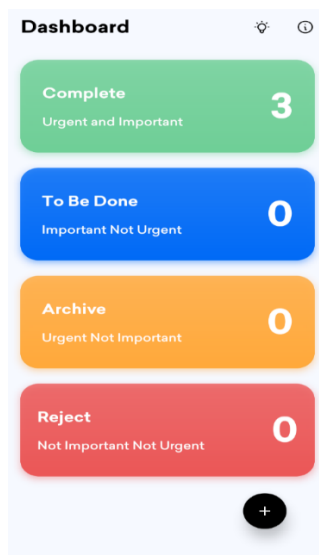 Dashboard
Complete
Urgent and Important
3
To Be Done
Important Not Urgent
0
Archive
Urgent Not Important
0
Reject
Not Important Not Urgent
0
+